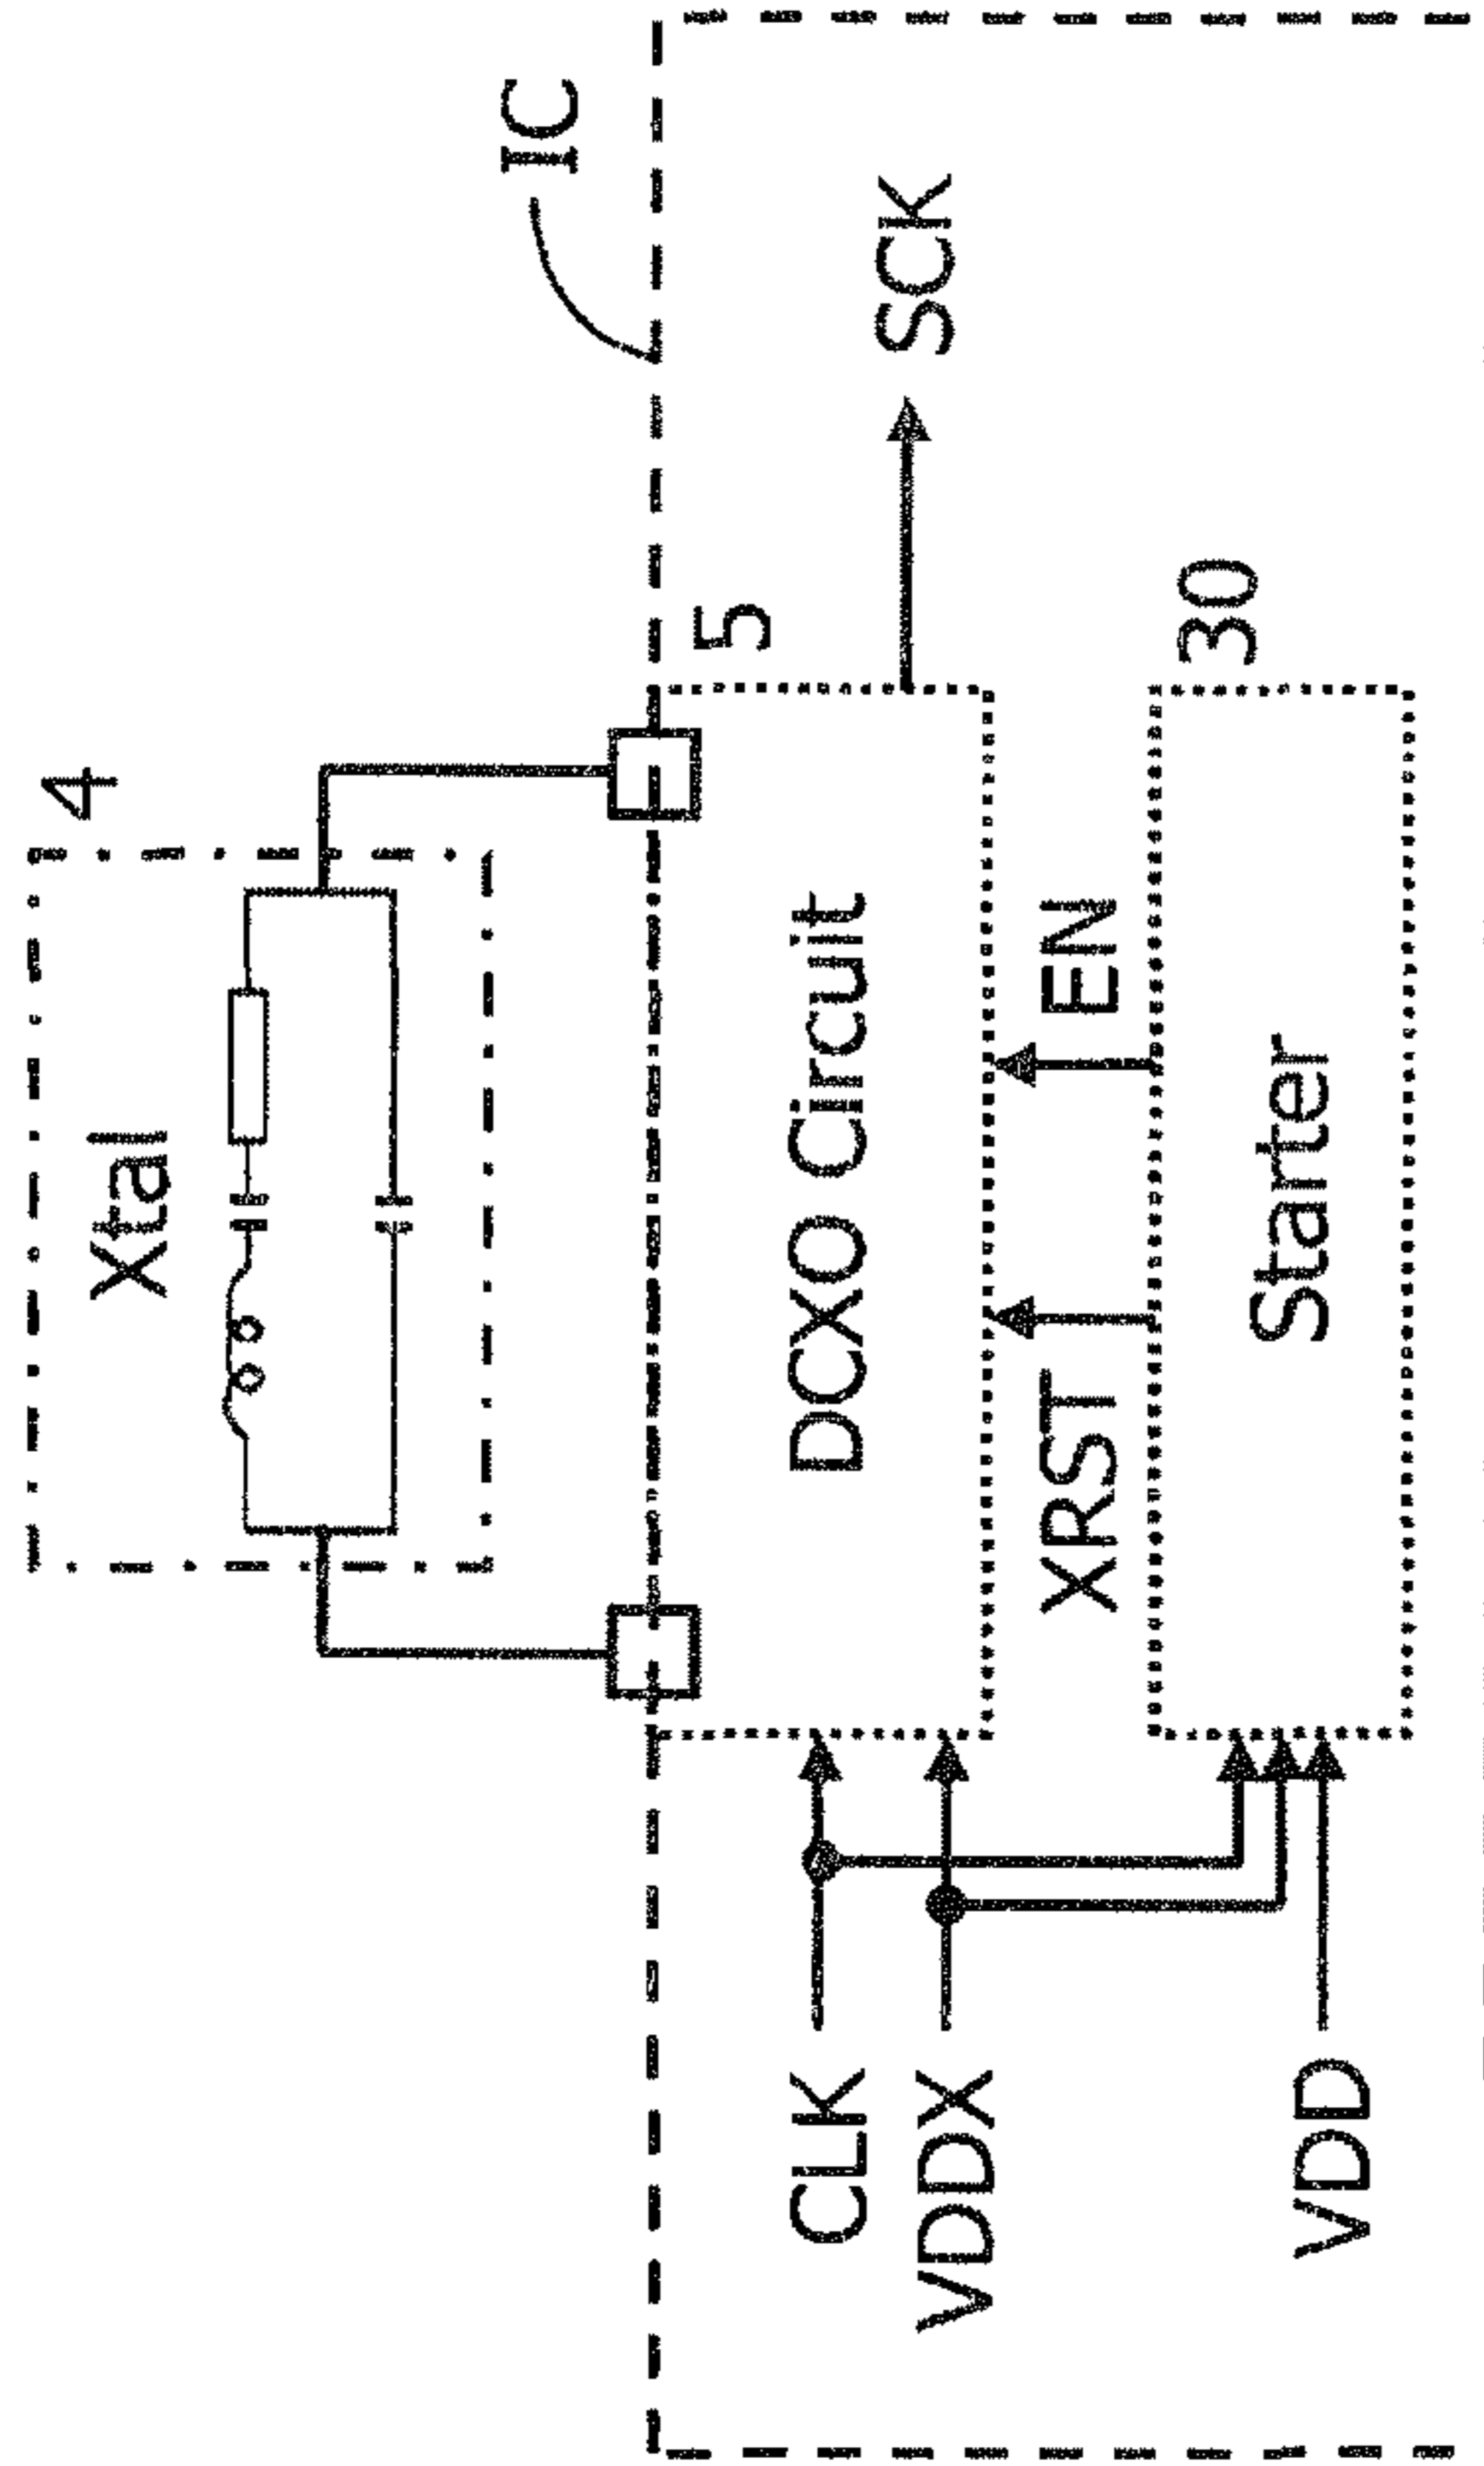 4
Xtal
IC
5
DCXO Circuit
SCK
CLK
VDDX
XRST
EN
30
Starter
VDD